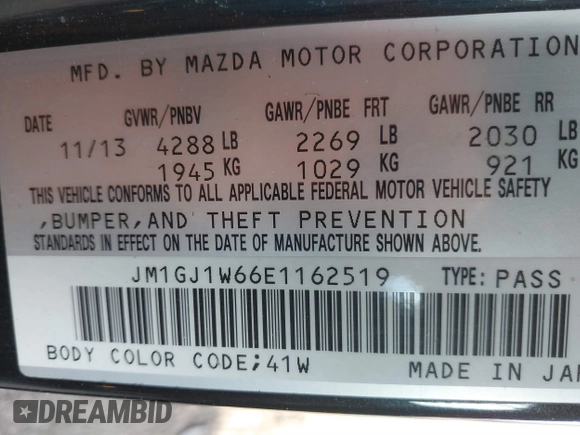 MFD. BY MAZDA MOTOR CORPORATION
DATE GVWR/PNBV GAWR/PNBE FRT GAWR/PNBE RR
11/13 4288 LB 2269 LB 2030 LB
1945 KG 1029 KG 921 KG
THIS VEHICLE CONFORMS TO ALL APPLICABLE FEDERAL MOTOR VEHICLE SAFETY
,BUMPER,AND THEFT PREVENTION
STANDARDS IN EFFECT ON THE DATE OF MANUFACTURE SHOWN ABOVE.
JM1GJ1W66E1162519 TYPE: PASS
BODY COLOR CODE;41W MADE IN JA
DREAMBID